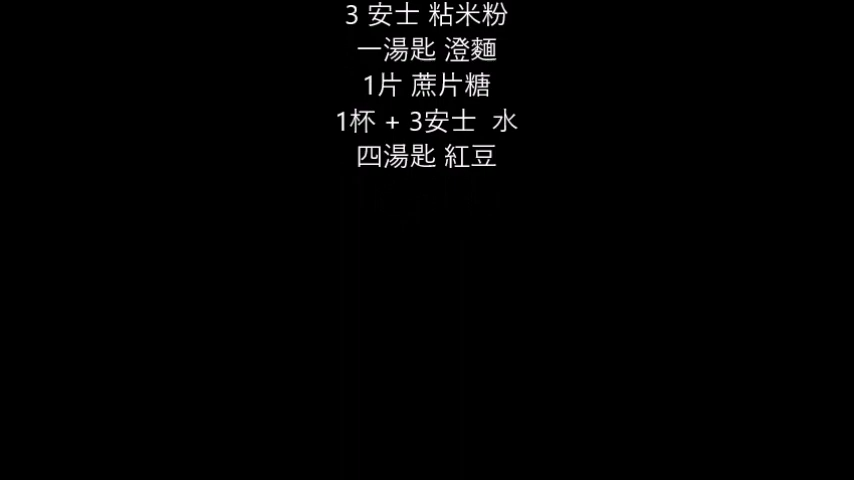 3 安士 粘米粉
一湯匙 澄麵
1片 蔗片糖
1杯 + 3安士 水
四湯匙 紅豆